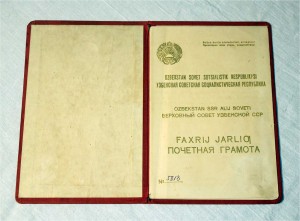 OZBEKSTAN SOVET SOTSIALISTIK RESPUBLIKASI
УЗБЕКСКАЯ СОВЕТСКАЯ СОЦИАЛИСТИЧЕСКАЯ РЕСПУБЛИКА
OZBEKSTAN SSR ALIJ SOVETI
ВЕРХОВНЫЙ СОВЕТ УЗБЕКСКОЙ ССР
FAXRIJ JARLIQ
ПОЧЕТНАЯ ГРАМОТА
№